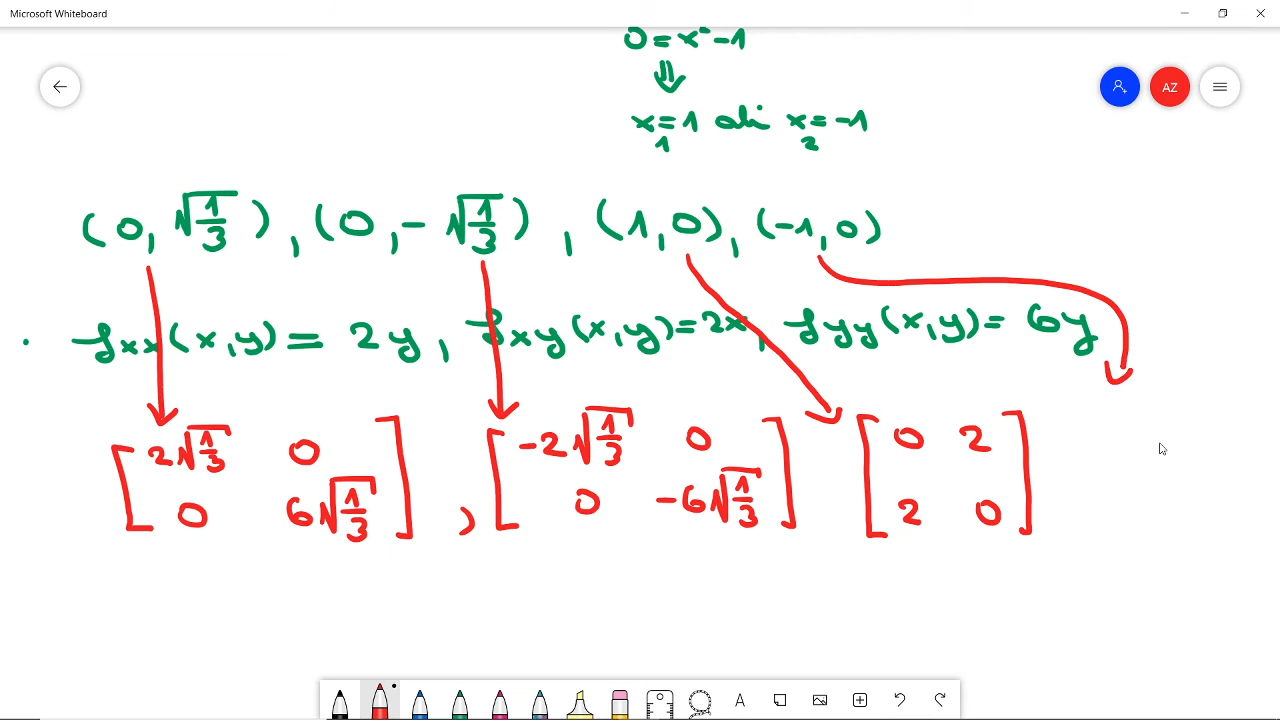 Microsoft Whiteboard
0 = x² - 1
⇓
x₁ = 1 ali x₂ = -1
AZ
(0, √(1/3)), (0, -√(1/3)), (1, 0), (-1, 0)
· fxx(x,y) = 2y, fxy(x,y) = 2x, fyy(x,y) = 6y
[2√(1/3) 0], [-2√(1/3) 0] [0 2]
[0 6√(1/3)] [0 -6√(1/3)] [2 0]
A